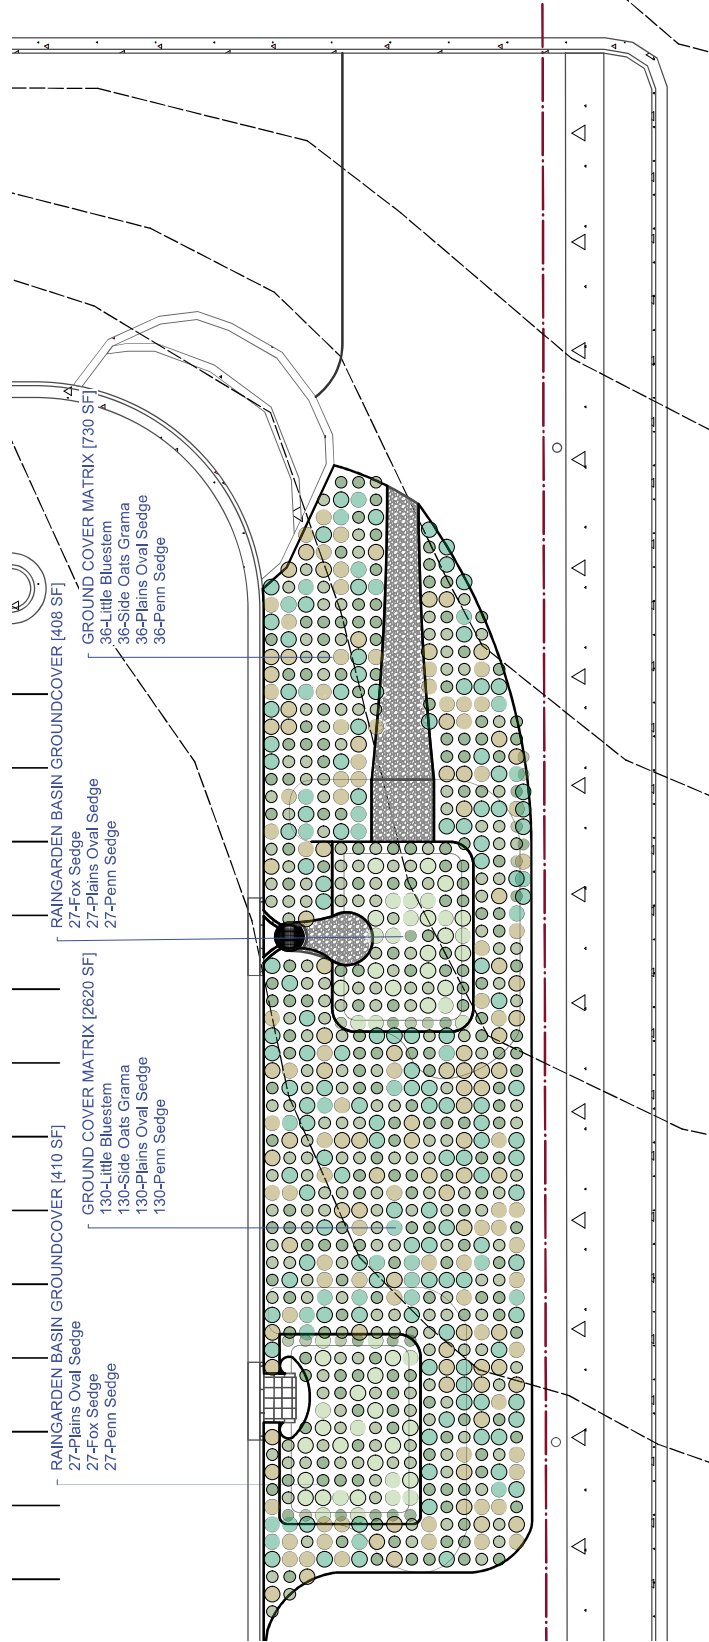 GROUND COVER MATRIX [730 SF]
36-Little Bluestem
36-Side Oats Grama
36-Plains Oval Sedge
36-Penn Sedge
RAINGARDEN BASIN GROUNDCOVER [408 SF]
27-Fox Sedge
27-Plains Oval Sedge
27-Penn Sedge
GROUND COVER MATRIX [2620 SF]
130-Little Bluestem
130-Side Oats Grama
130-Plains Oval Sedge
130-Penn Sedge
RAINGARDEN BASIN GROUNDCOVER [410 SF]
27-Plains Oval Sedge
27-Fox Sedge
27-Penn Sedge